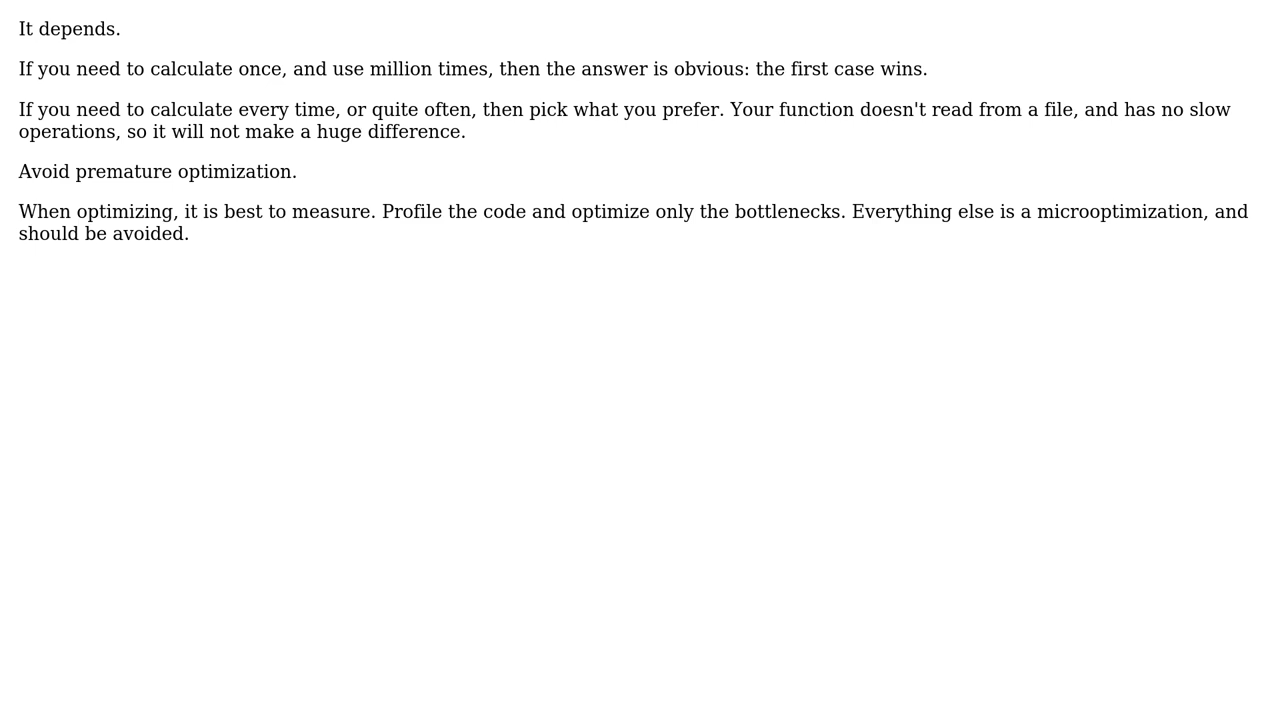 It depends.
If you need to calculate once, and use million times, then the answer is obvious: the first case wins.
If you need to calculate every time, or quite often, then pick what you prefer. Your function doesn't read from a file, and has no slow
operations, so it will not make a huge difference.
Avoid premature optimization.
When optimizing, it is best to measure. Profile the code and optimize only the bottlenecks. Everything else is a microoptimization, and
should be avoided.